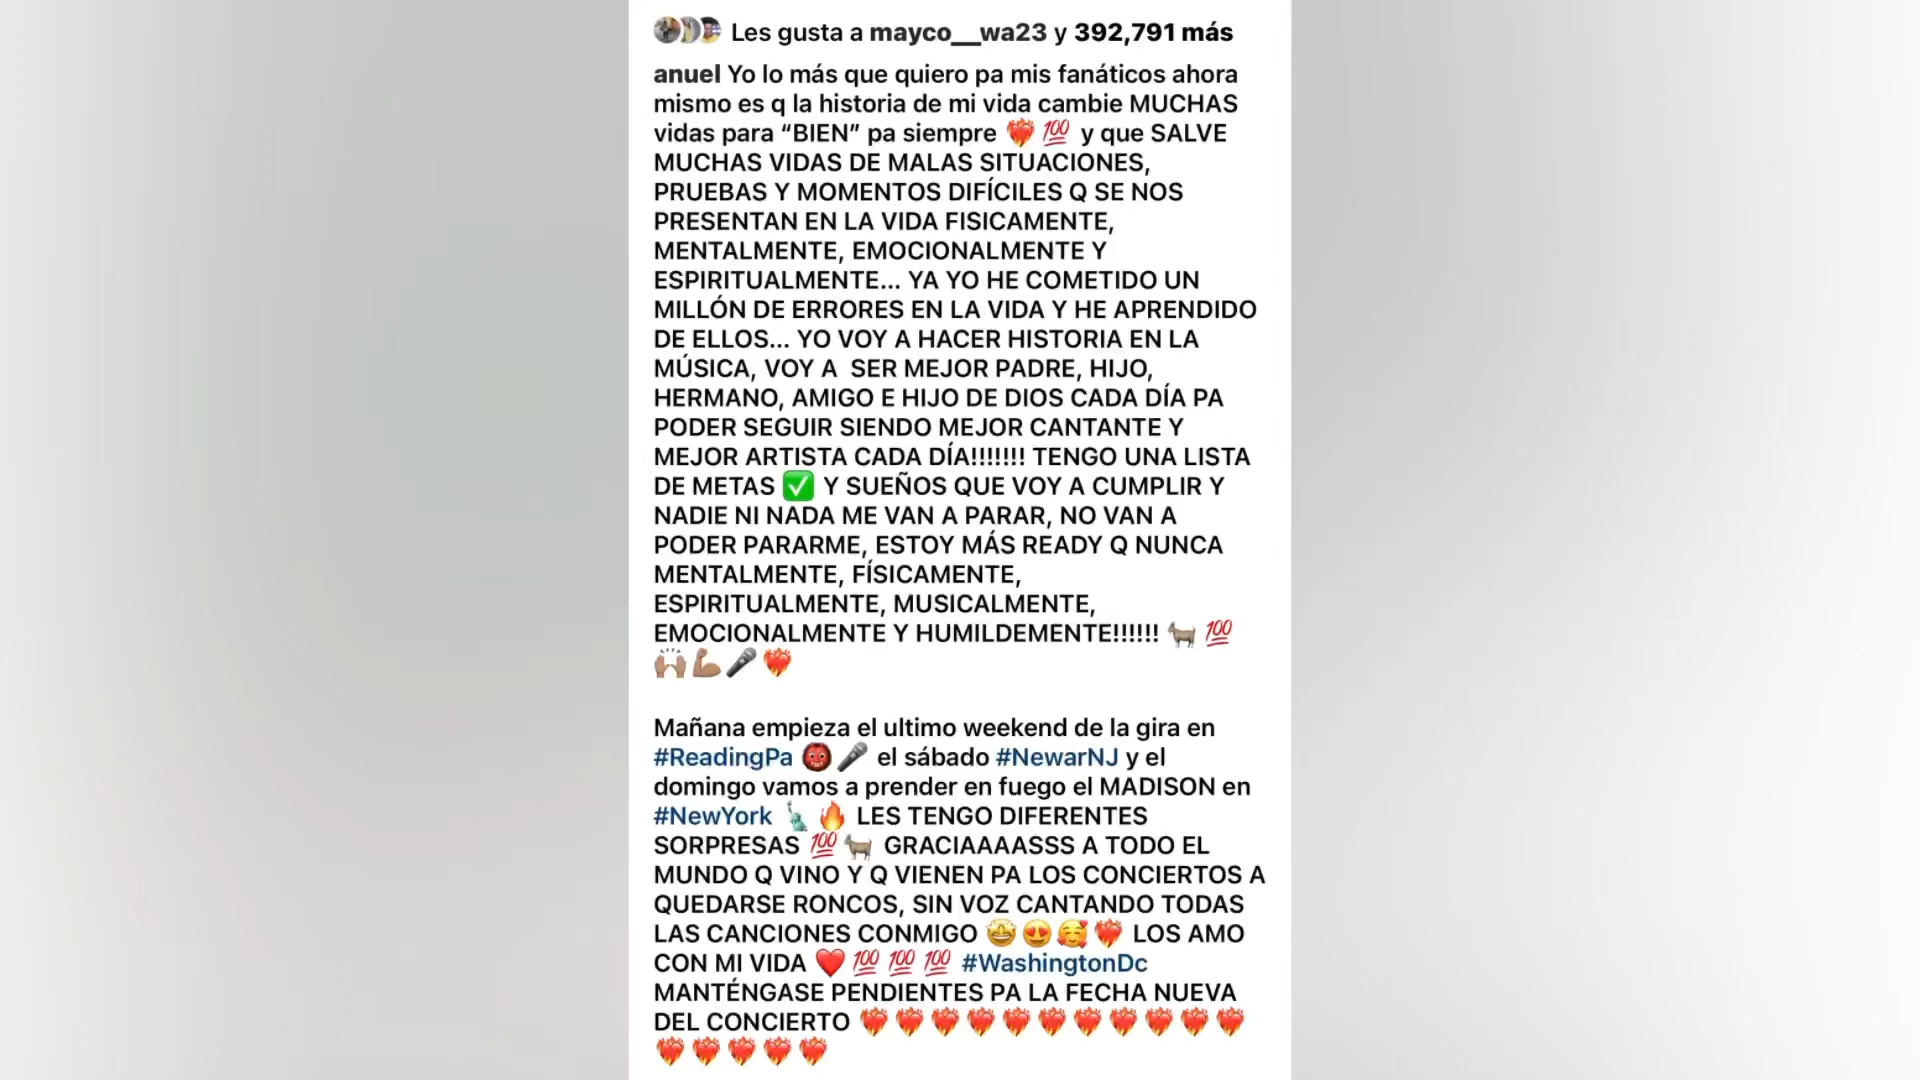 Les gusta a mayco__wa23 y 392,791 más
anuel Yo lo más que quiero pa mis fanáticos ahora
mismo es q la historia de mi vida cambie MUCHAS
vidas para “BIEN” pa siempre ❤️‍🔥 💯 y que SALVE
MUCHAS VIDAS DE MALAS SITUACIONES,
PRUEBAS Y MOMENTOS DIFÍCILES Q SE NOS
PRESENTAN EN LA VIDA FISICAMENTE,
MENTALMENTE, EMOCIONALMENTE Y
ESPIRITUALMENTE... YA YO HE COMETIDO UN
MILLÓN DE ERRORES EN LA VIDA Y HE APRENDIDO
DE ELLOS... YO VOY A HACER HISTORIA EN LA
MÚSICA, VOY A SER MEJOR PADRE, HIJO,
HERMANO, AMIGO E HIJO DE DIOS CADA DÍA PA
PODER SEGUIR SIENDO MEJOR CANTANTE Y
MEJOR ARTISTA CADA DÍA!!!!!!! TENGO UNA LISTA
DE METAS ✅ Y SUEÑOS QUE VOY A CUMPLIR Y
NADIE NI NADA ME VAN A PARAR, NO VAN A
PODER PARARME, ESTOY MÁS READY Q NUNCA
MENTALMENTE, FÍSICAMENTE,
ESPIRITUALMENTE, MUSICALMENTE,
EMOCIONALMENTE Y HUMILDEMENTE!!!!!! 🐐 💯
🙌🏽 💪🏽 🎤 ❤️‍🔥
Mañana empieza el ultimo weekend de la gira en
#ReadingPa 👹 🎤 el sábado #NewarNJ y el
domingo vamos a prender en fuego el MADISON en
#NewYork 🗽 🔥 LES TENGO DIFERENTES
SORPRESAS 💯 🐐 GRACIAAAASSS A TODO EL
MUNDO Q VINO Y Q VIENEN PA LOS CONCIERTOS A
QUEDARSE RONCOS, SIN VOZ CANTANDO TODAS
LAS CANCIONES CONMIGO 🤩 😍 🥰 ❤️‍🔥 LOS AMO
CON MI VIDA ❤️ 💯 💯 💯 #WashingtonDc
MANTÉNGASE PENDIENTES PA LA FECHA NUEVA
DEL CONCIERTO ❤️‍🔥 ❤️‍🔥 ❤️‍🔥 ❤️‍🔥 ❤️‍🔥 ❤️‍🔥 ❤️‍🔥 ❤️‍🔥 ❤️‍🔥 ❤️‍🔥 ❤️‍🔥
❤️‍🔥 ❤️‍🔥 ❤️‍🔥 ❤️‍🔥 ❤️‍🔥